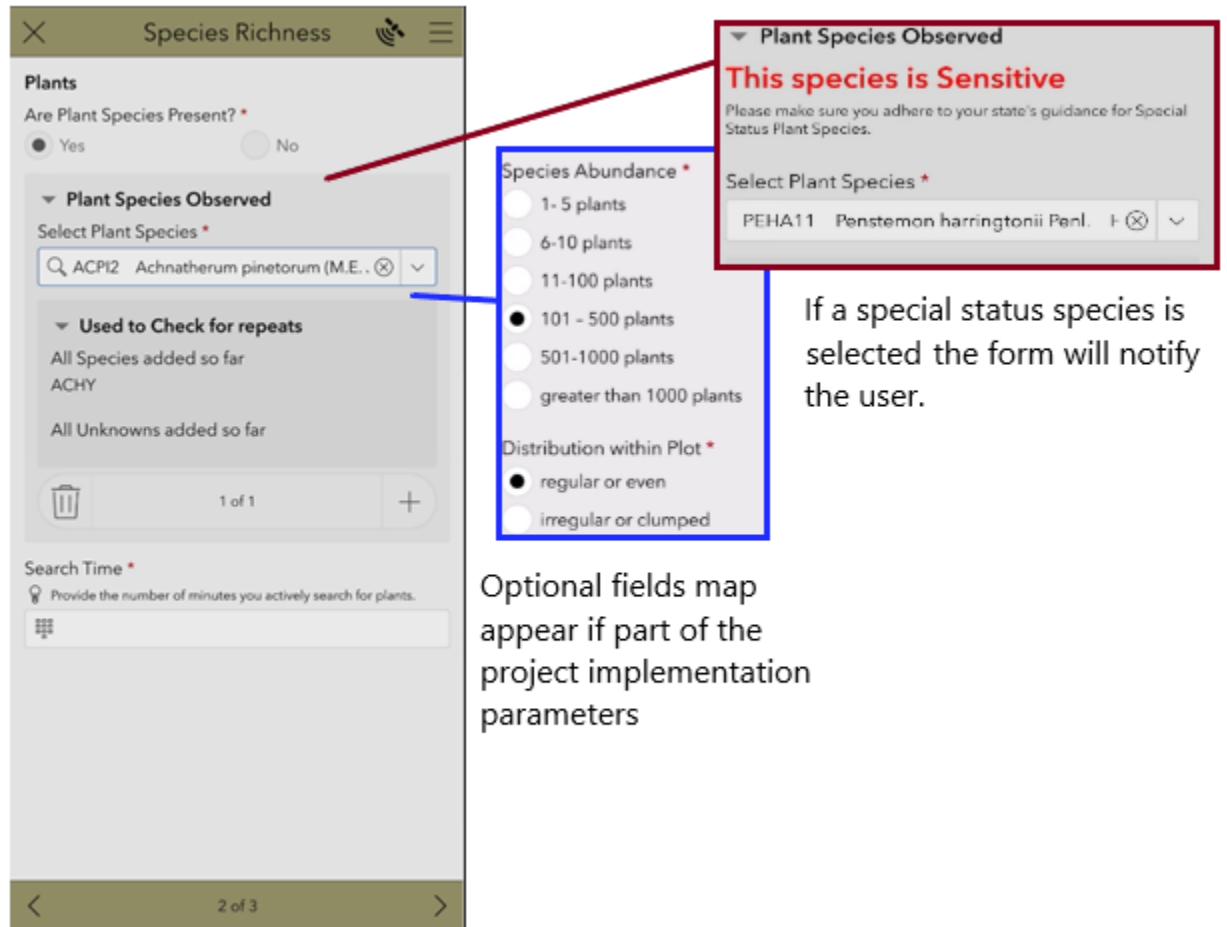 Species Richness
Plants
Are Plant Species Present? *
Yes
No
Plant Species Observed
Select Plant Species *
ACPI2 Achnatherum pinetorum (M.E. .
Used to Check for repeats
All Species added so far
ACHY
All Unknowns added so far
1 of 1
Search Time *
Provide the number of minutes you actively search for plants.
2 of 3
Species Abundance *
1- 5 plants
6-10 plants
11-100 plants
101 - 500 plants
501-1000 plants
greater than 1000 plants
Distribution within Plot *
regular or even
irregular or clumped
Optional fields map
appear if part of the
project implementation
parameters
Plant Species Observed
This species is Sensitive
Please make sure you adhere to your state's guidance for Special
Status Plant Species.
Select Plant Species *
PEHA11 Penstemon harringtonii Penl.
If a special status species is
selected the form will notify
the user.